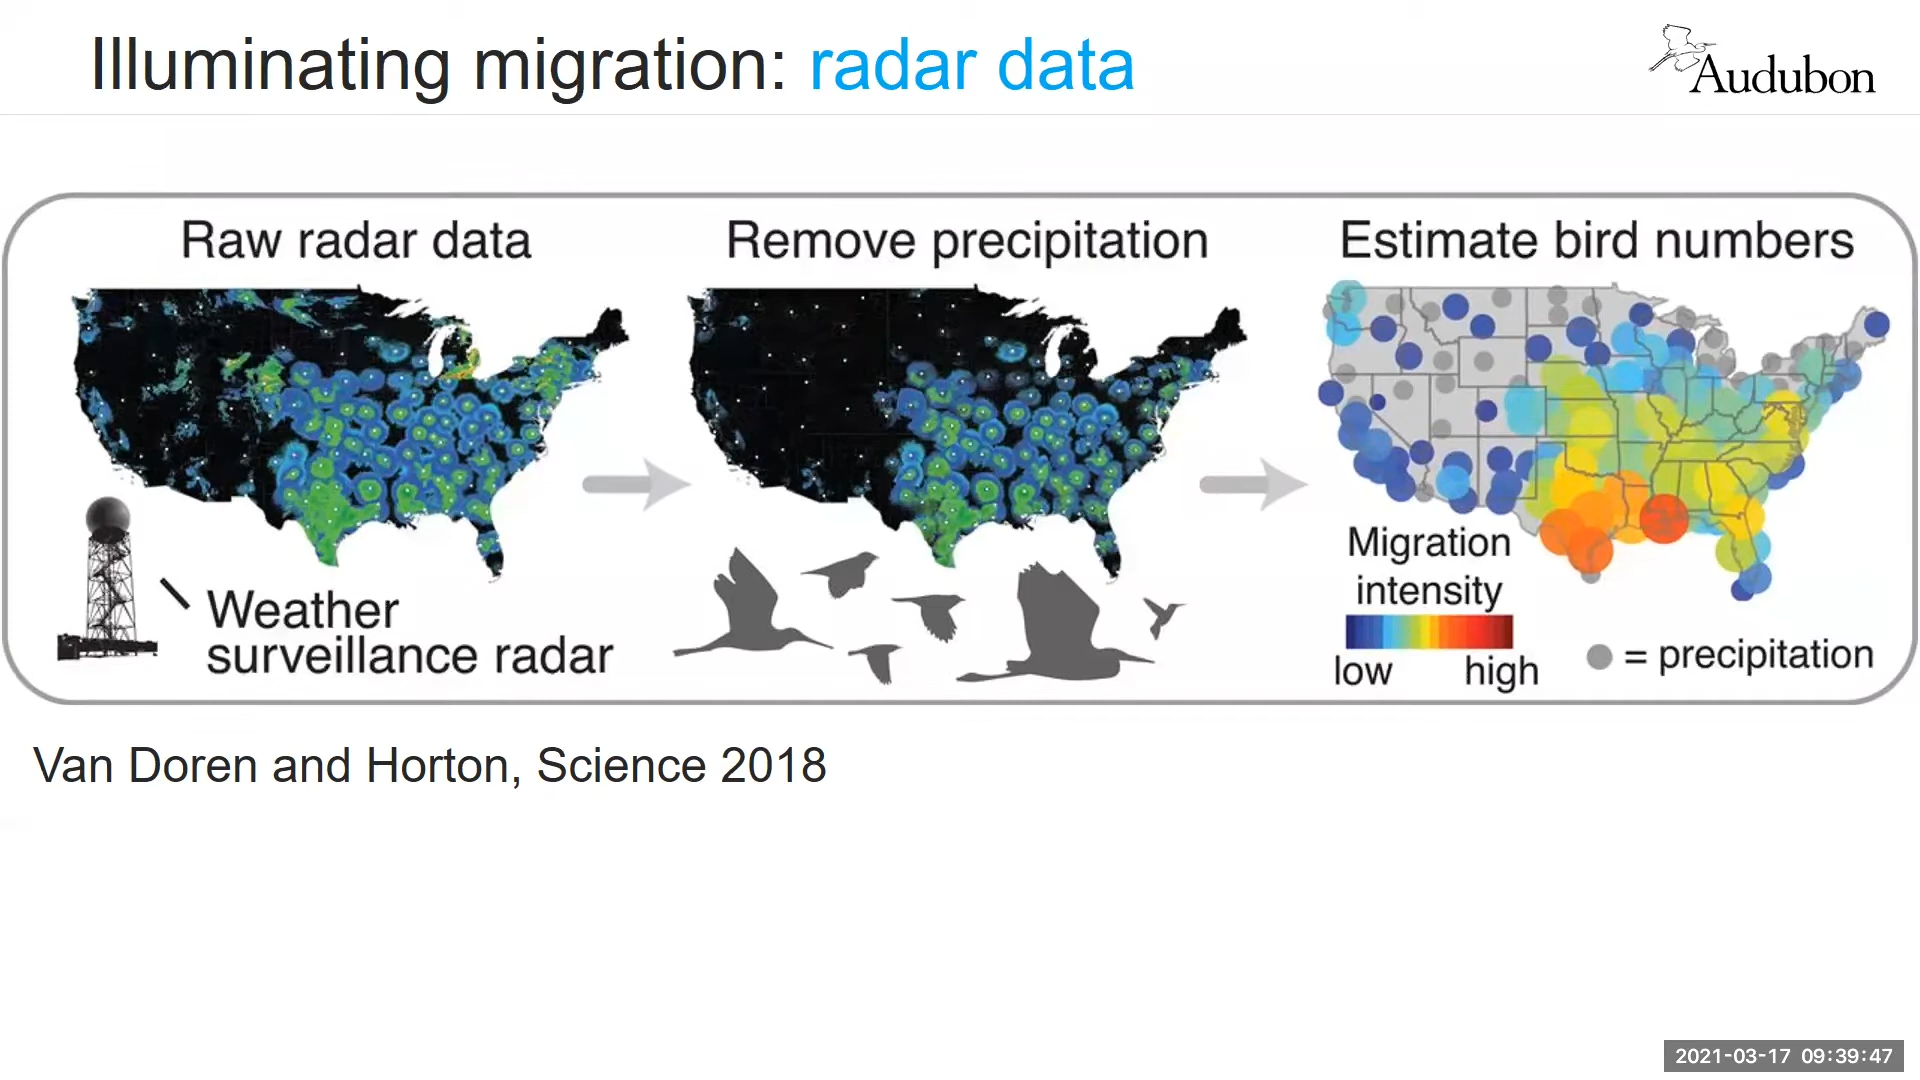 Illuminating migration: radar data
Audubon
Raw radar data
Remove precipitation
Estimate bird numbers
Weather
surveillance radar
Migration
intensity
low
high
= precipitation
Van Doren and Horton, Science 2018
2021-03-17 09:39:47